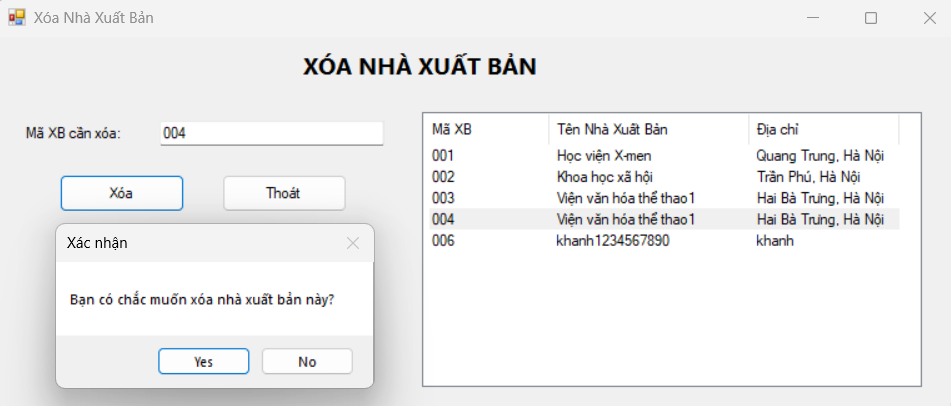 Xóa Nhà Xuất Bản
XÓA NHÀ XUẤT BẢN
Mã XB cần xóa: 004
Xóa Thoát
Xác nhận
Bạn có chắc muốn xóa nhà xuất bản này?
Yes No
Mã XB Tên Nhà Xuất Bản Địa chỉ
001 Học viện X-men Quang Trung, Hà Nội
002 Khoa học xã hội Trần Phú, Hà Nội
003 Viện văn hóa thể thao1 Hai Bà Trưng, Hà Nội
004 Viện văn hóa thể thao1 Hai Bà Trưng, Hà Nội
006 khanh1234567890 khanh